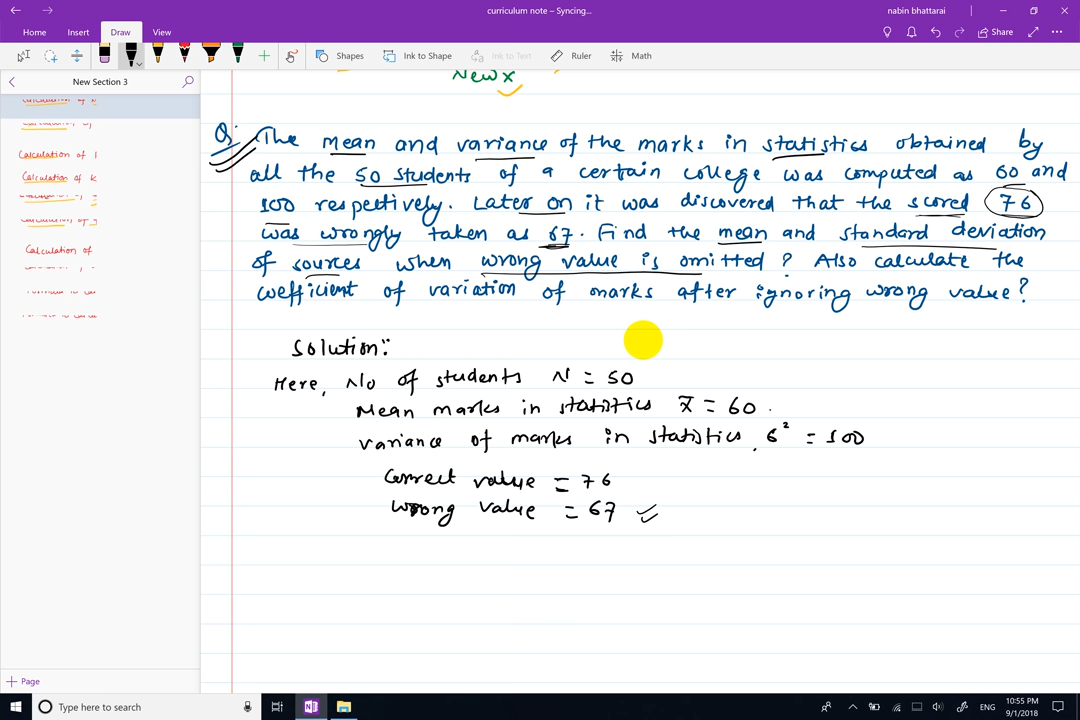 curriculum note – Syncing...
nabin bhattarai
Home Insert Draw View
Share
Shapes Ink to Shape Ink to Text Ruler Math
New Section 3
New x
Calculation of
Calculation of
Calculation of
Calculation of
Q. The mean and variance of the marks in statistics obtained by
all the 50 students of a certain college was computed as 60 and
100 respectively. Later on it was discovered that the scored 76
was wrongly taken as 67. Find the mean and standard deviation
of sources when wrong value is omitted? Also calculate the
coefficient of variation of marks after ignoring wrong value?
Solution:
Here, No of students N = 50
Mean marks in statistics x̄ = 60.
variance of marks in statistics, σ² = 100
Correct value = 76
Wrong value = 67
Page
Type here to search
ENG
10:55 PM
9/1/2018